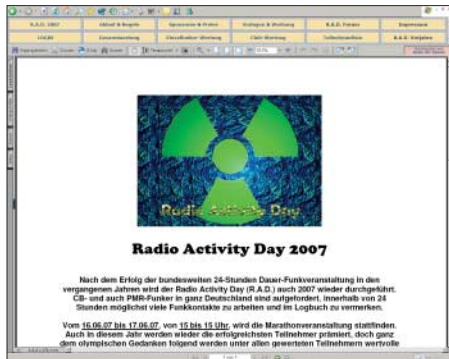 R.A.D. 2007
Ablauf & Regeln
Sponsoren & Preise
R.A.D. Forum
Impressum
LOGIN
Gesamtwertung
Einzelfunker-Wertung
Club-Wertung
Radio Activity Day
Radio Activity Day 2007
Nach dem Erfolg der bundesweiten 24-Stunden Dauer-Funkveranstaltung in den
vergangenen Jahren wird der Radio Activity Day (R.A.D.) auch 2007 wieder durchgeführt.
CB- und auch PMR-Funker in ganz Deutschland sind aufgefordert, innerhalb von 24
Stunden möglichst viele Funkkontakte zu arbeiten und im Logbuch zu vermerken.
Vom 16.06.07 bis 17.06.07, von 15 bis 15 Uhr, wird die Marathonveranstaltung stattfinden.
Auch in diesem Jahr werden wieder die erfolgreichsten Teilnehmer prämiert, doch ganz
dem olympischen Gedanken folgend werden unter allen gewerteten Teilnehmern wertvolle